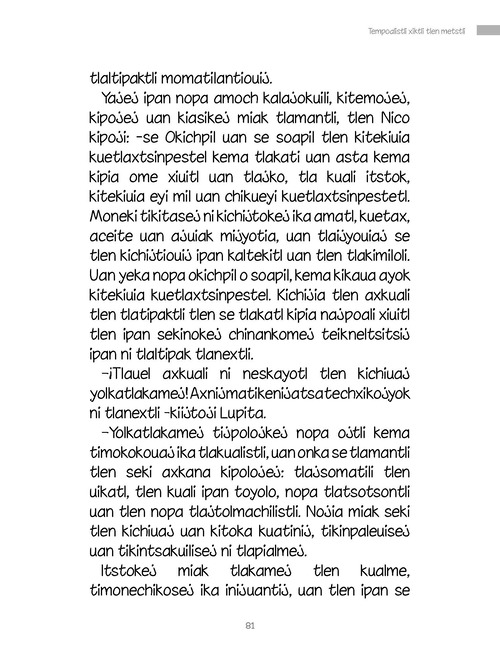 Tempoalistli xiktli tlen metstli
tlaltipaktli momatilantiouij.
Yajej ipan nopa amoch kalajokuili, kitemojej,
kipojej uan kiasikej miak tlamantli, tlen Nico
kipoji: -se Okichpil uan se soapil tlen kitekiuia
kuetlaxtsinpestel kema tlakati uan asta kema
kipia ome xiuitl uan tlajko, tla kuali itstok,
kitekiuia eyi mil uan chikueyi kuetlaxtsinpestetl.
Moneki tikitasej ni kichijtokej ika amatl, kuetax,
aceite uan ajuiak mijyotia, uan tlaijyouiaj se
tlen kichijtiouij ipan kaltekitl uan tlen tlakimiloli.
Uan yeka nopa okichpil o soapil, kema kikaua ayok
kitekiuia kuetlaxtsinpestel. Kichijia tlen axkuali
tlen tlatipaktli tlen se tlakatl kipia najpoali xiuitl
tlen ipan sekinokej chinankomej teikneltsitsij
ipan ni tlaltipak tlanextli.
–¡Tlauel axkuali ni neskayotl tlen kichiuaj
yolkatlakamej! Axnijmatikenijsatsatechxikojyok
ni tlanextli -kiijtoji Lupita.
–Yolkatlakamej tijpolojkej nopa ojtli kema
timokokouaj ika tlakualistli, uan onka se tlamantli
tlen seki axkana kipolojej: tlajsomatili tlen
uikatl, tlen kuali ipan toyolo, nopa tlatsotsontli
uan tlen nopa tlajtolmachilistli. Nojia miak seki
tlen kichiuaj uan kitoka kuatinij, tikinpaleuisej
uan tikintsakuilisej ni tlapialmej.
Itstokej miak tlakamej tlen kualme,
timonechikosej ika inijuantij, uan tlen ipan se
81